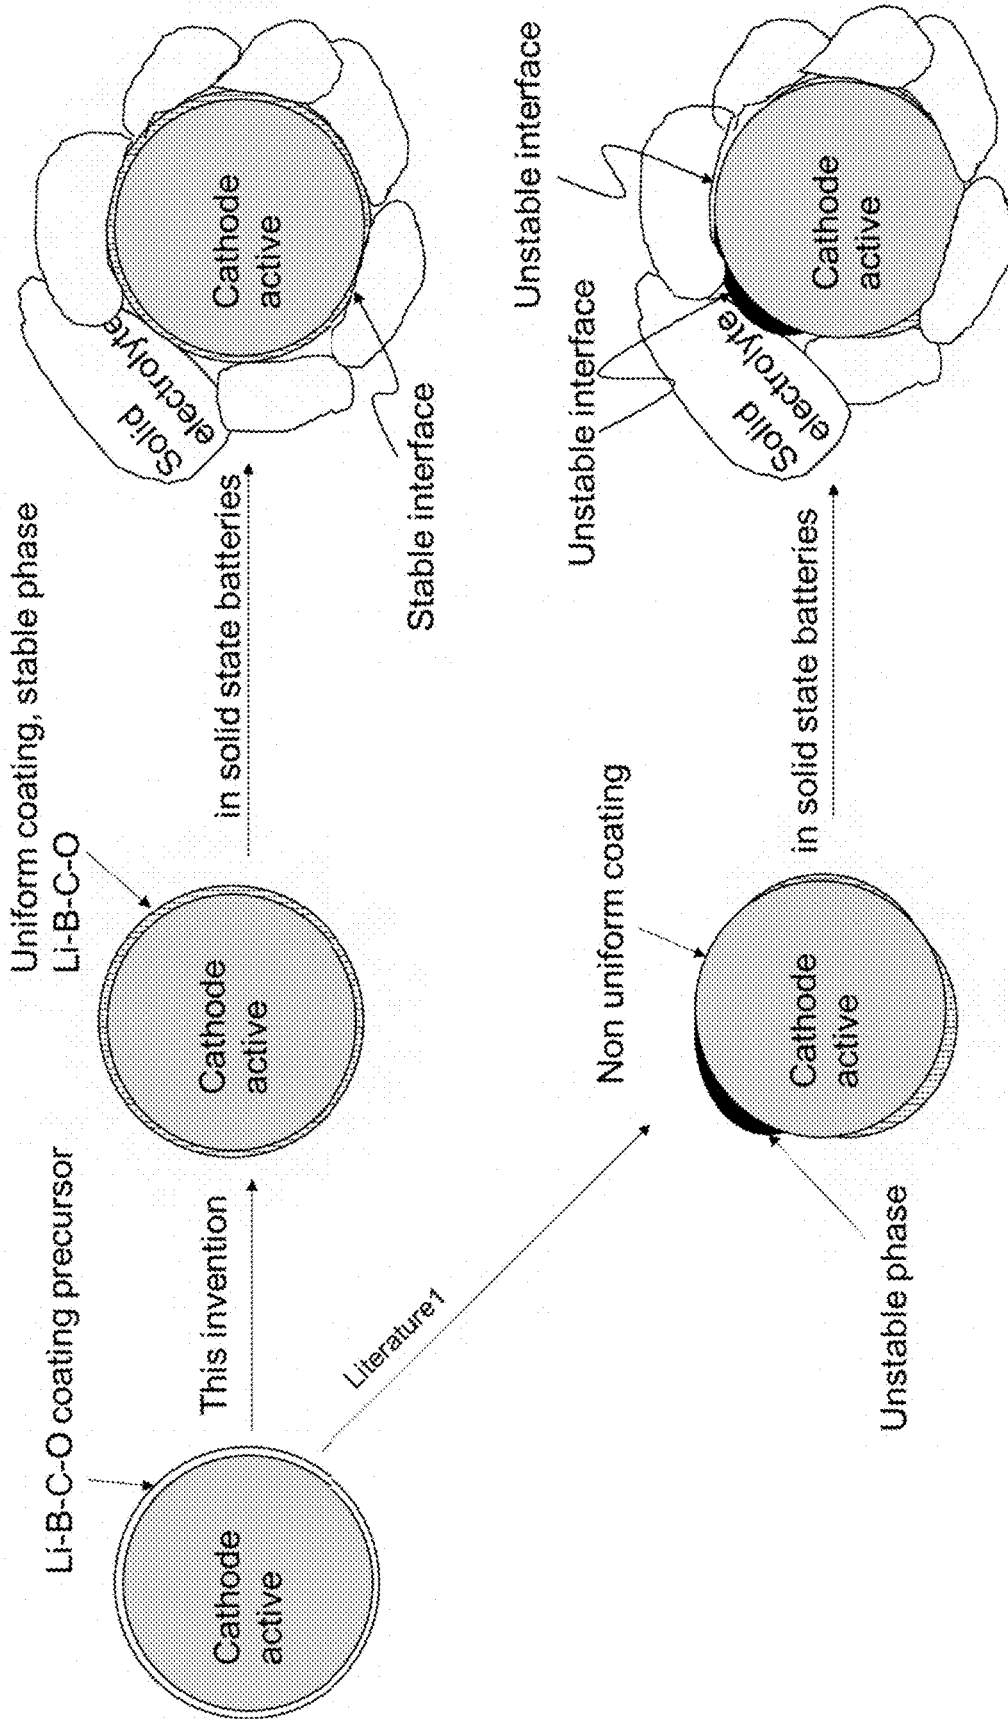 Li-B-C-O coating precursor
Cathode
active
This invention
Uniform coating, stable phase
Li-B-C-O
Cathode
active
in solid state batteries
Solid
electrolyte
Cathode
active
Stable interface
Literature1
Non uniform coating
Cathode
active
Unstable phase
in solid state batteries
Unstable interface
Unstable interface
Solid
electrolyte
Cathode
active